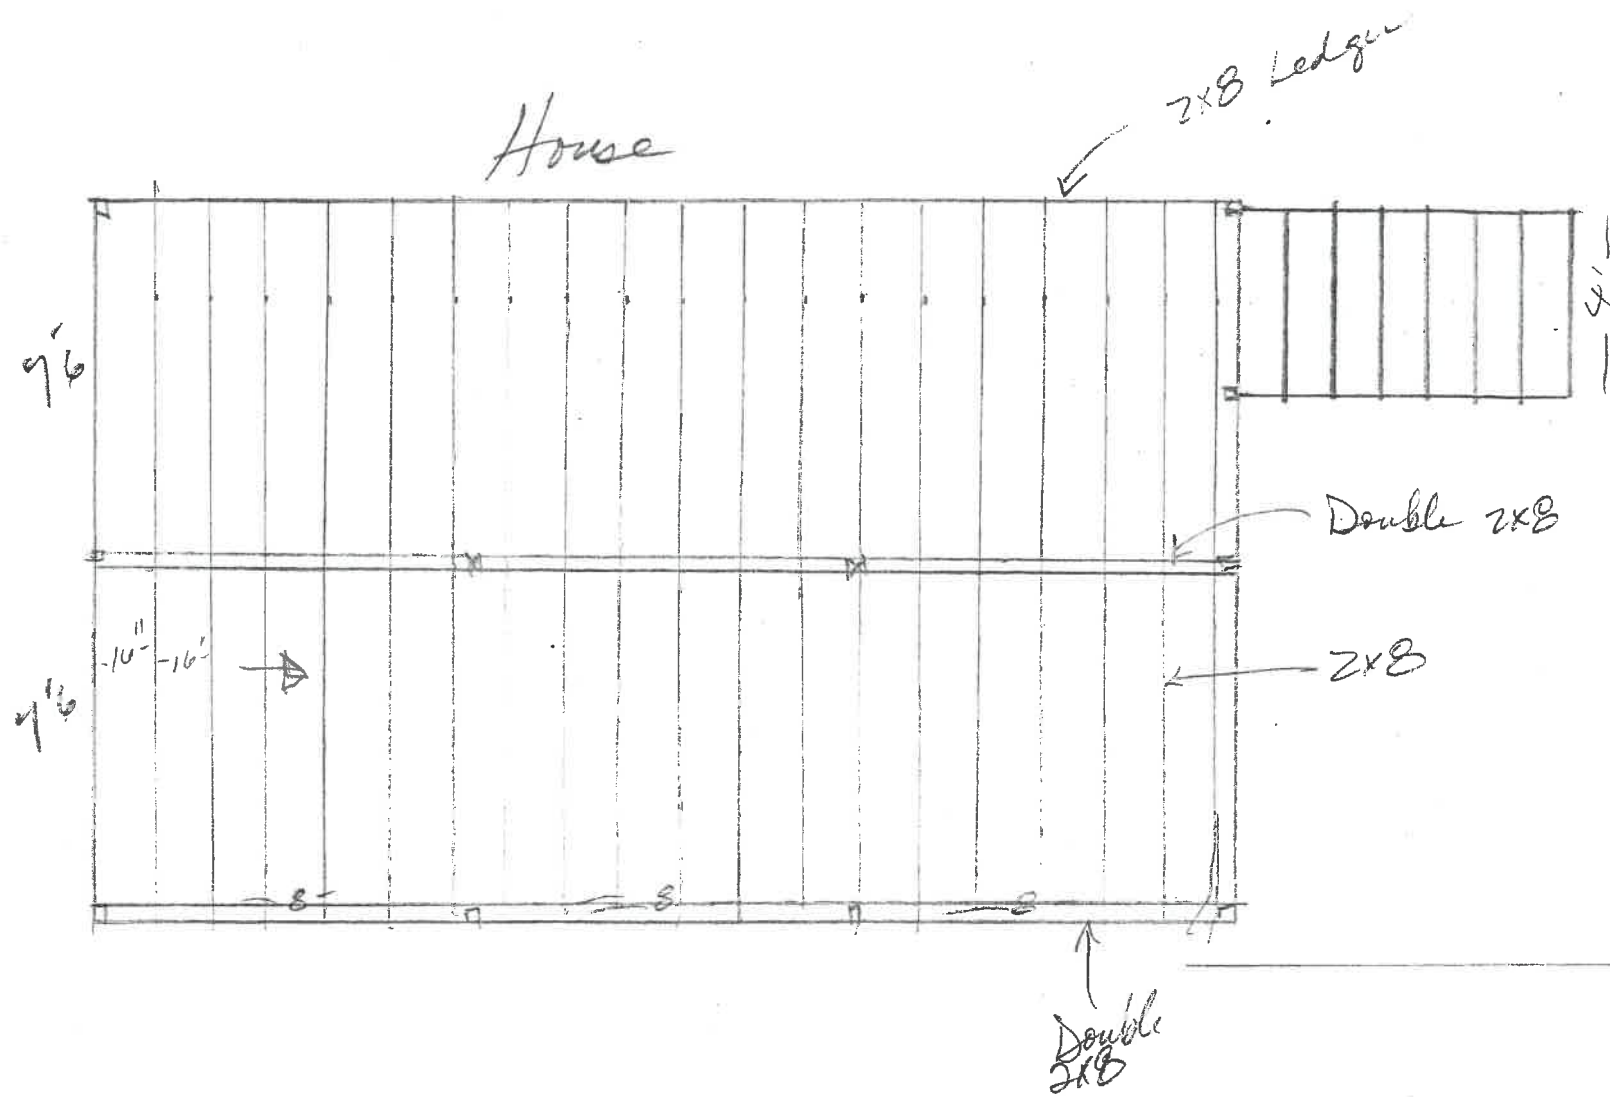 2x8 Ledger
House
4'
9'6
Double 2x8
16" 16'
2x8
9'6
8 8 8
Double
2x8